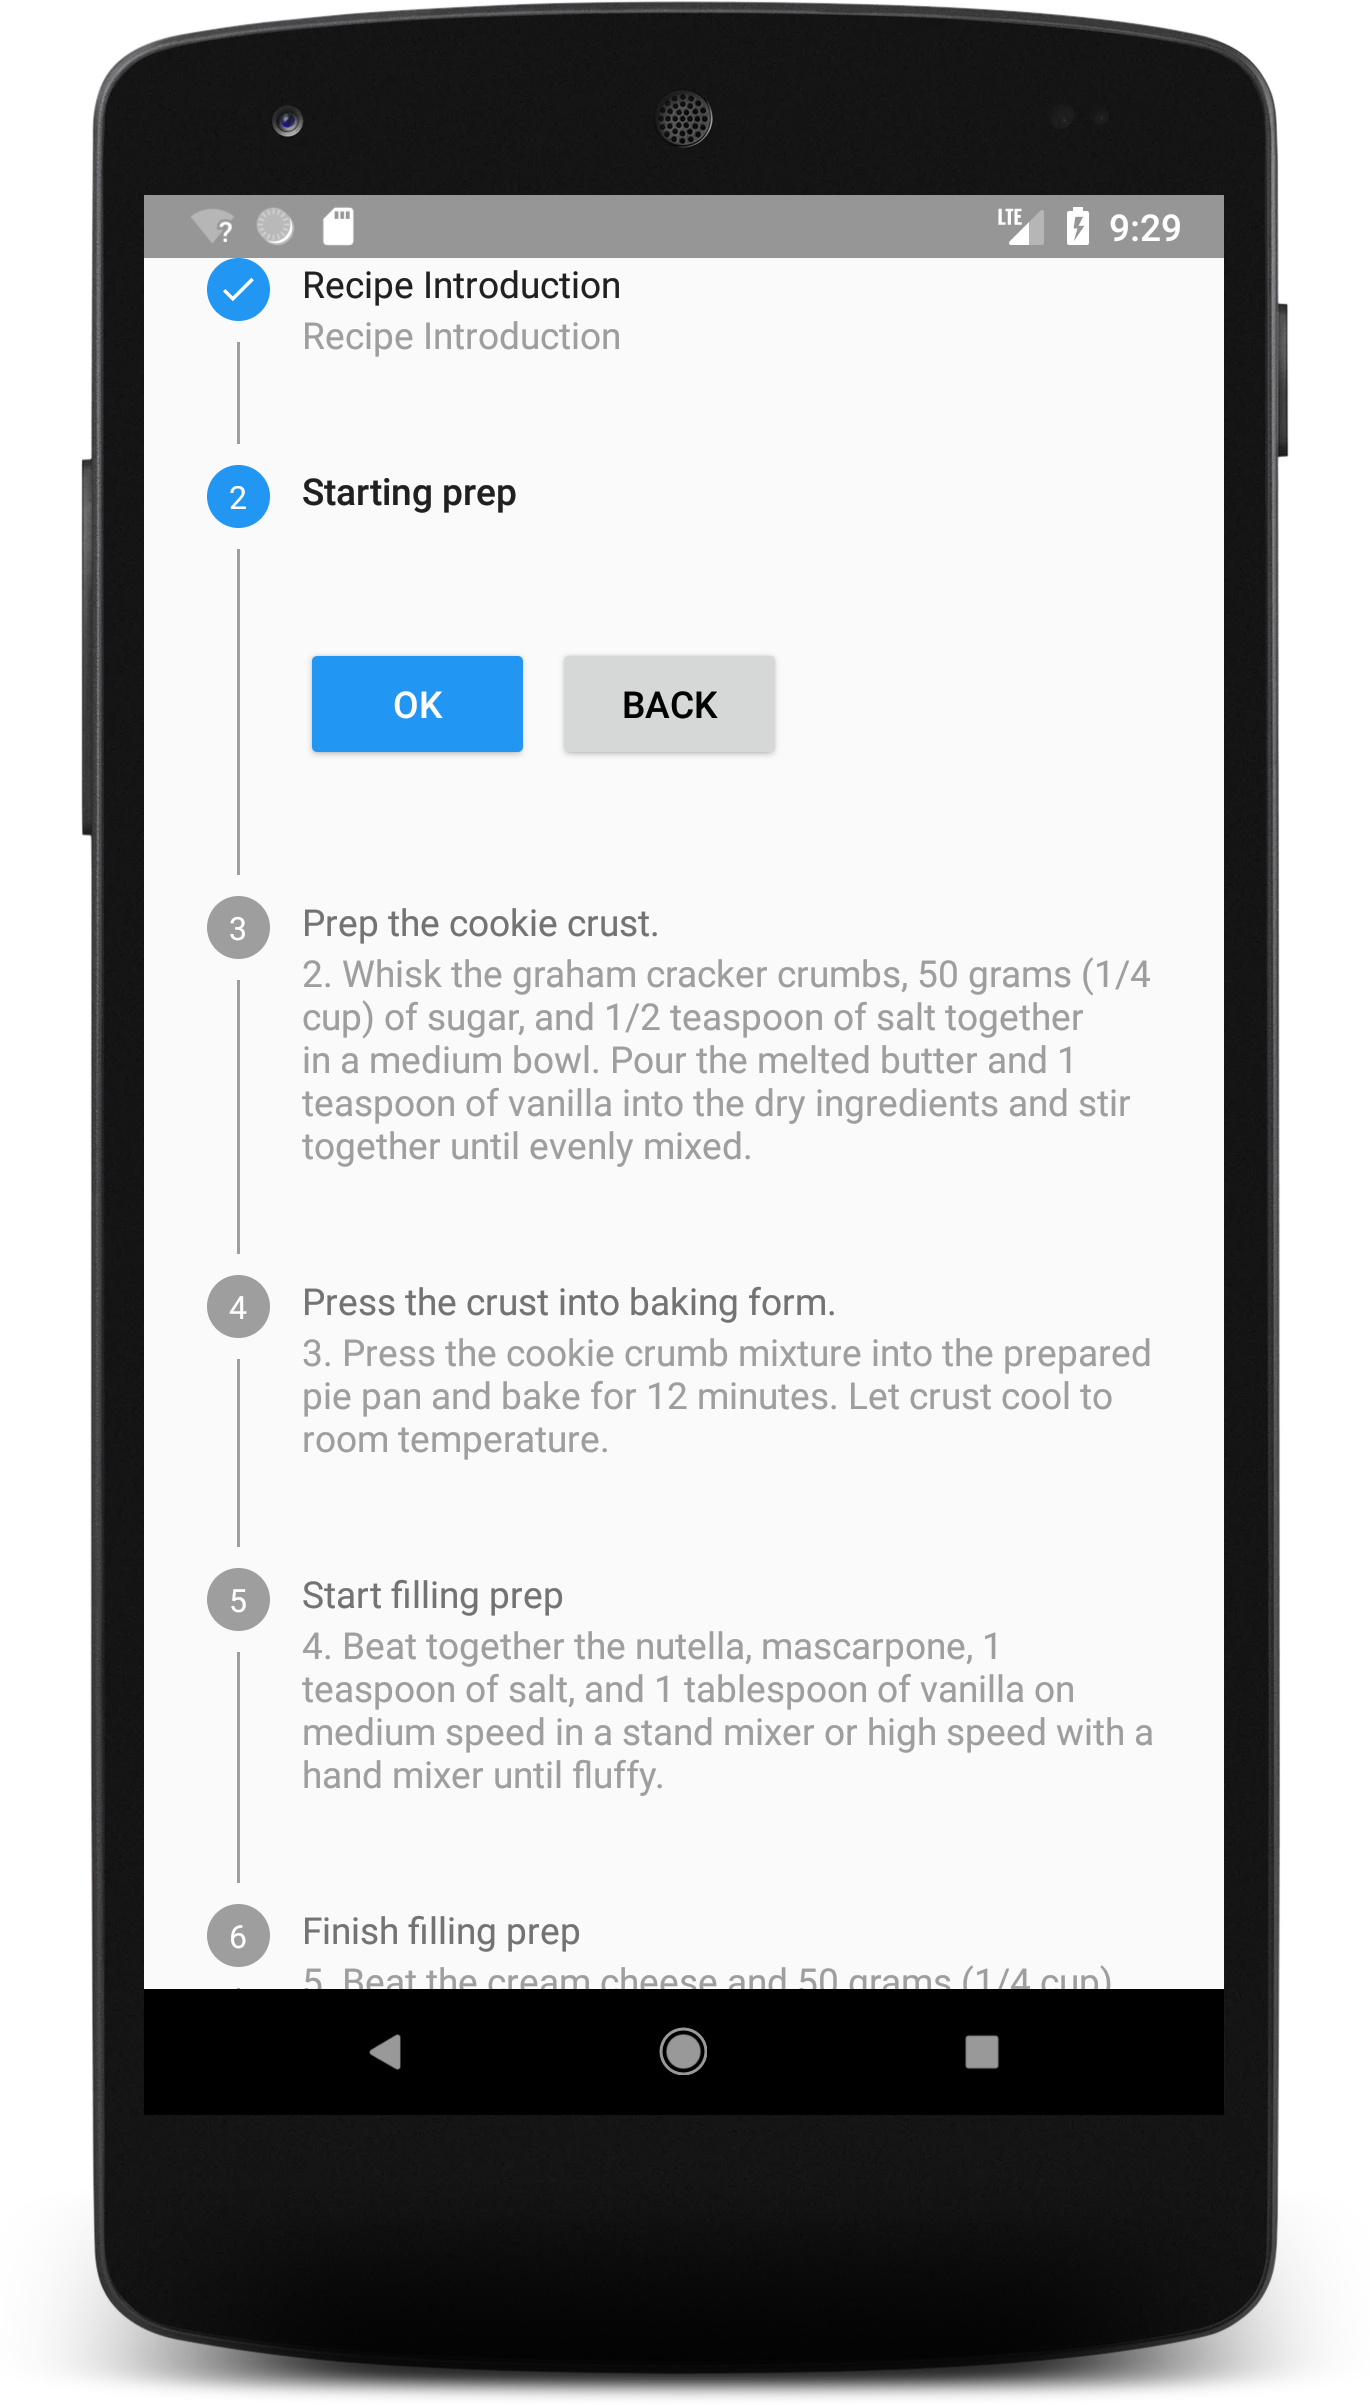 ?
LTE
9:29
Recipe Introduction
Recipe Introduction
2
Starting prep
OK
BACK
3
Prep the cookie crust.
2. Whisk the graham cracker crumbs, 50 grams (1/4
cup) of sugar, and 1/2 teaspoon of salt together
in a medium bowl. Pour the melted butter and 1
teaspoon of vanilla into the dry ingredients and stir
together until evenly mixed.
4
Press the crust into baking form.
3. Press the cookie crumb mixture into the prepared
pie pan and bake for 12 minutes. Let crust cool to
room temperature.
5
Start filling prep
4. Beat together the nutella, mascarpone, 1
teaspoon of salt, and 1 tablespoon of vanilla on
medium speed in a stand mixer or high speed with a
hand mixer until fluffy.
6
Finish filling prep
5. Beat the cream cheese and 50 grams (1/4 cup)